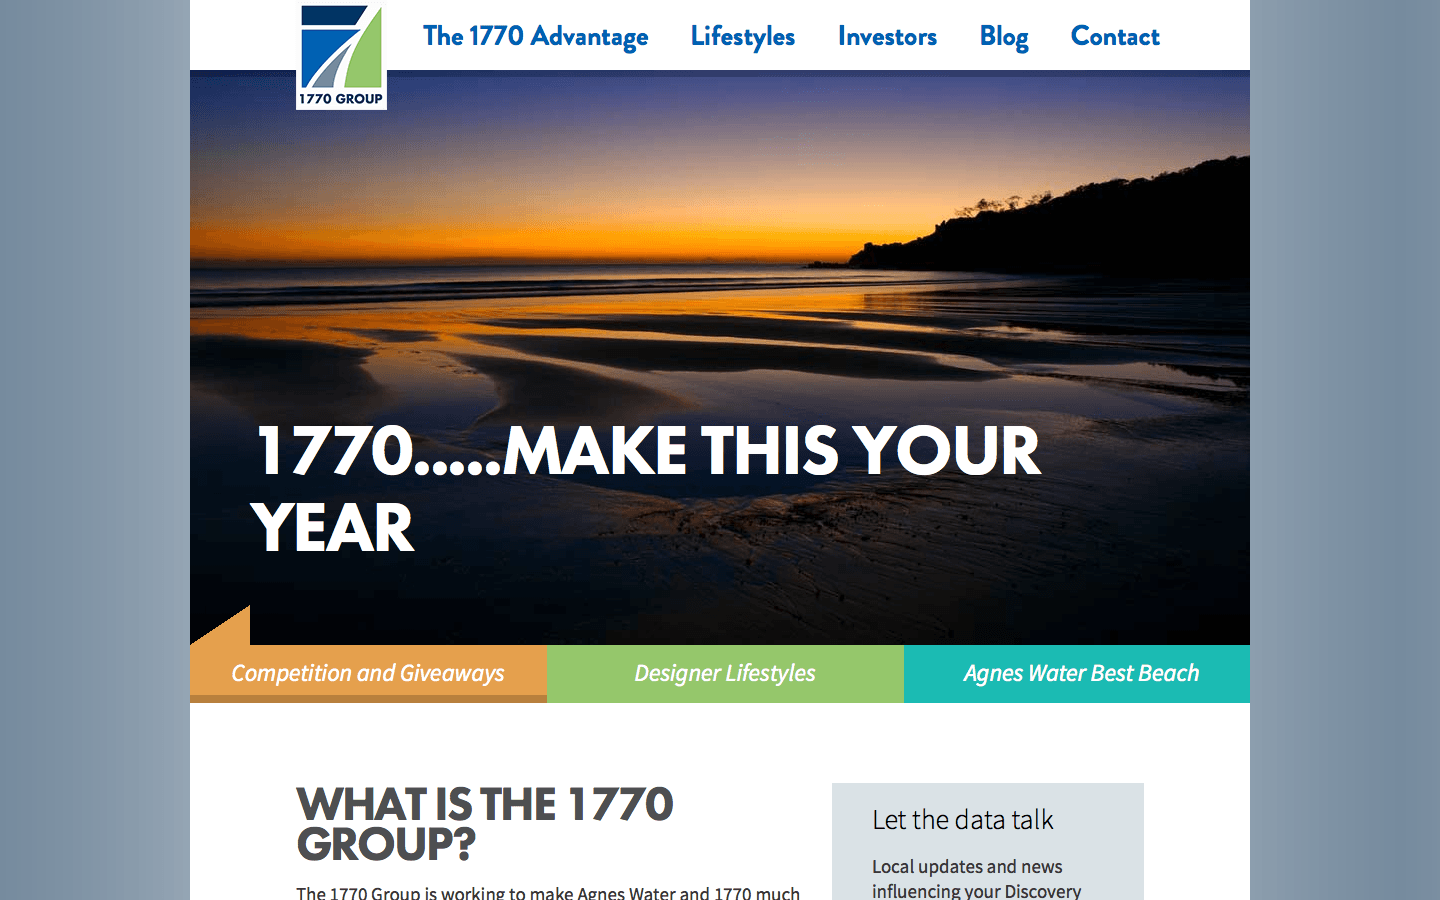 The 1770 Advantage
Lifestyles
Investors
Blog
Contact
1770 GROUP
1770.....MAKE THIS YOUR
YEAR
Competition and Giveaways
Designer Lifestyles
Agnes Water Best Beach
WHAT IS THE 1770
GROUP?
The 1770 Group is working to make Agnes Water and 1770 much
Let the data talk
Local updates and news
influencing your Discovery